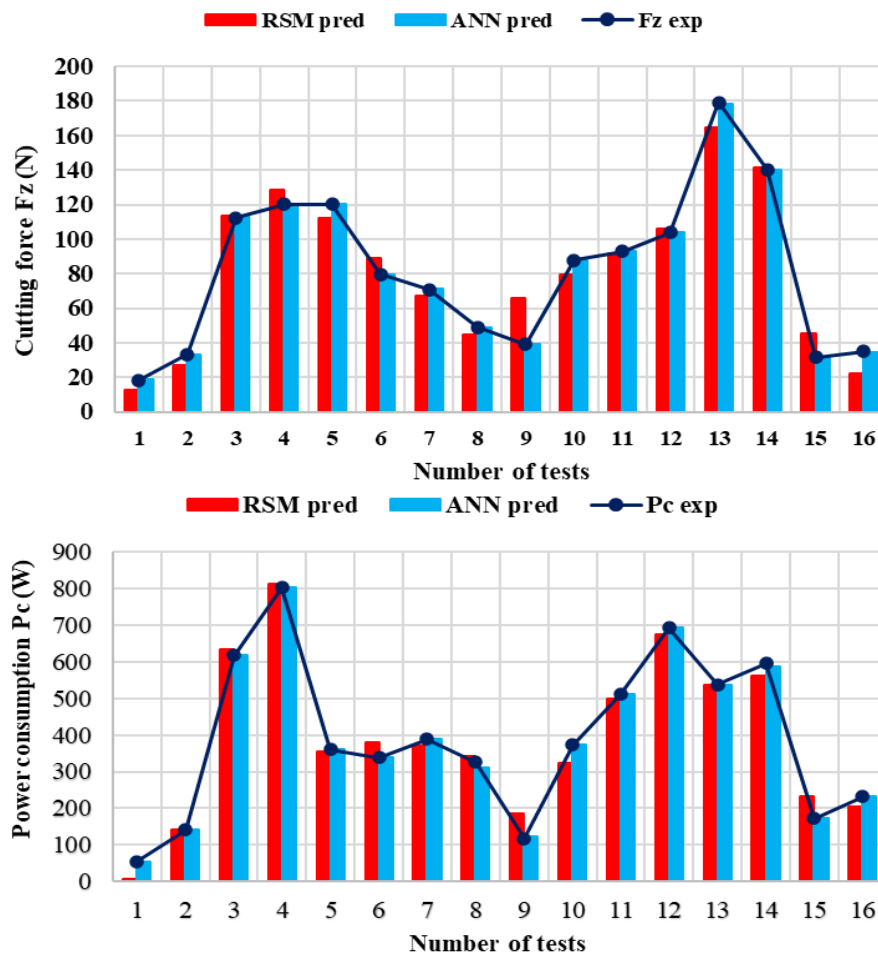 RSM pred ANN pred Fz exp
200
180
160
140
120
100
80
60
40
20
0
Cutting force Fz (N)
1 2 3 4 5 6 7 8 9 10 11 12 13 14 15 16
Number of tests
RSM pred ANN pred Pc exp
900
800
700
600
500
400
300
200
100
0
Power consumption Pc (W)
1 2 3 4 5 6 7 8 9 10 11 12 13 14 15 16
Number of tests